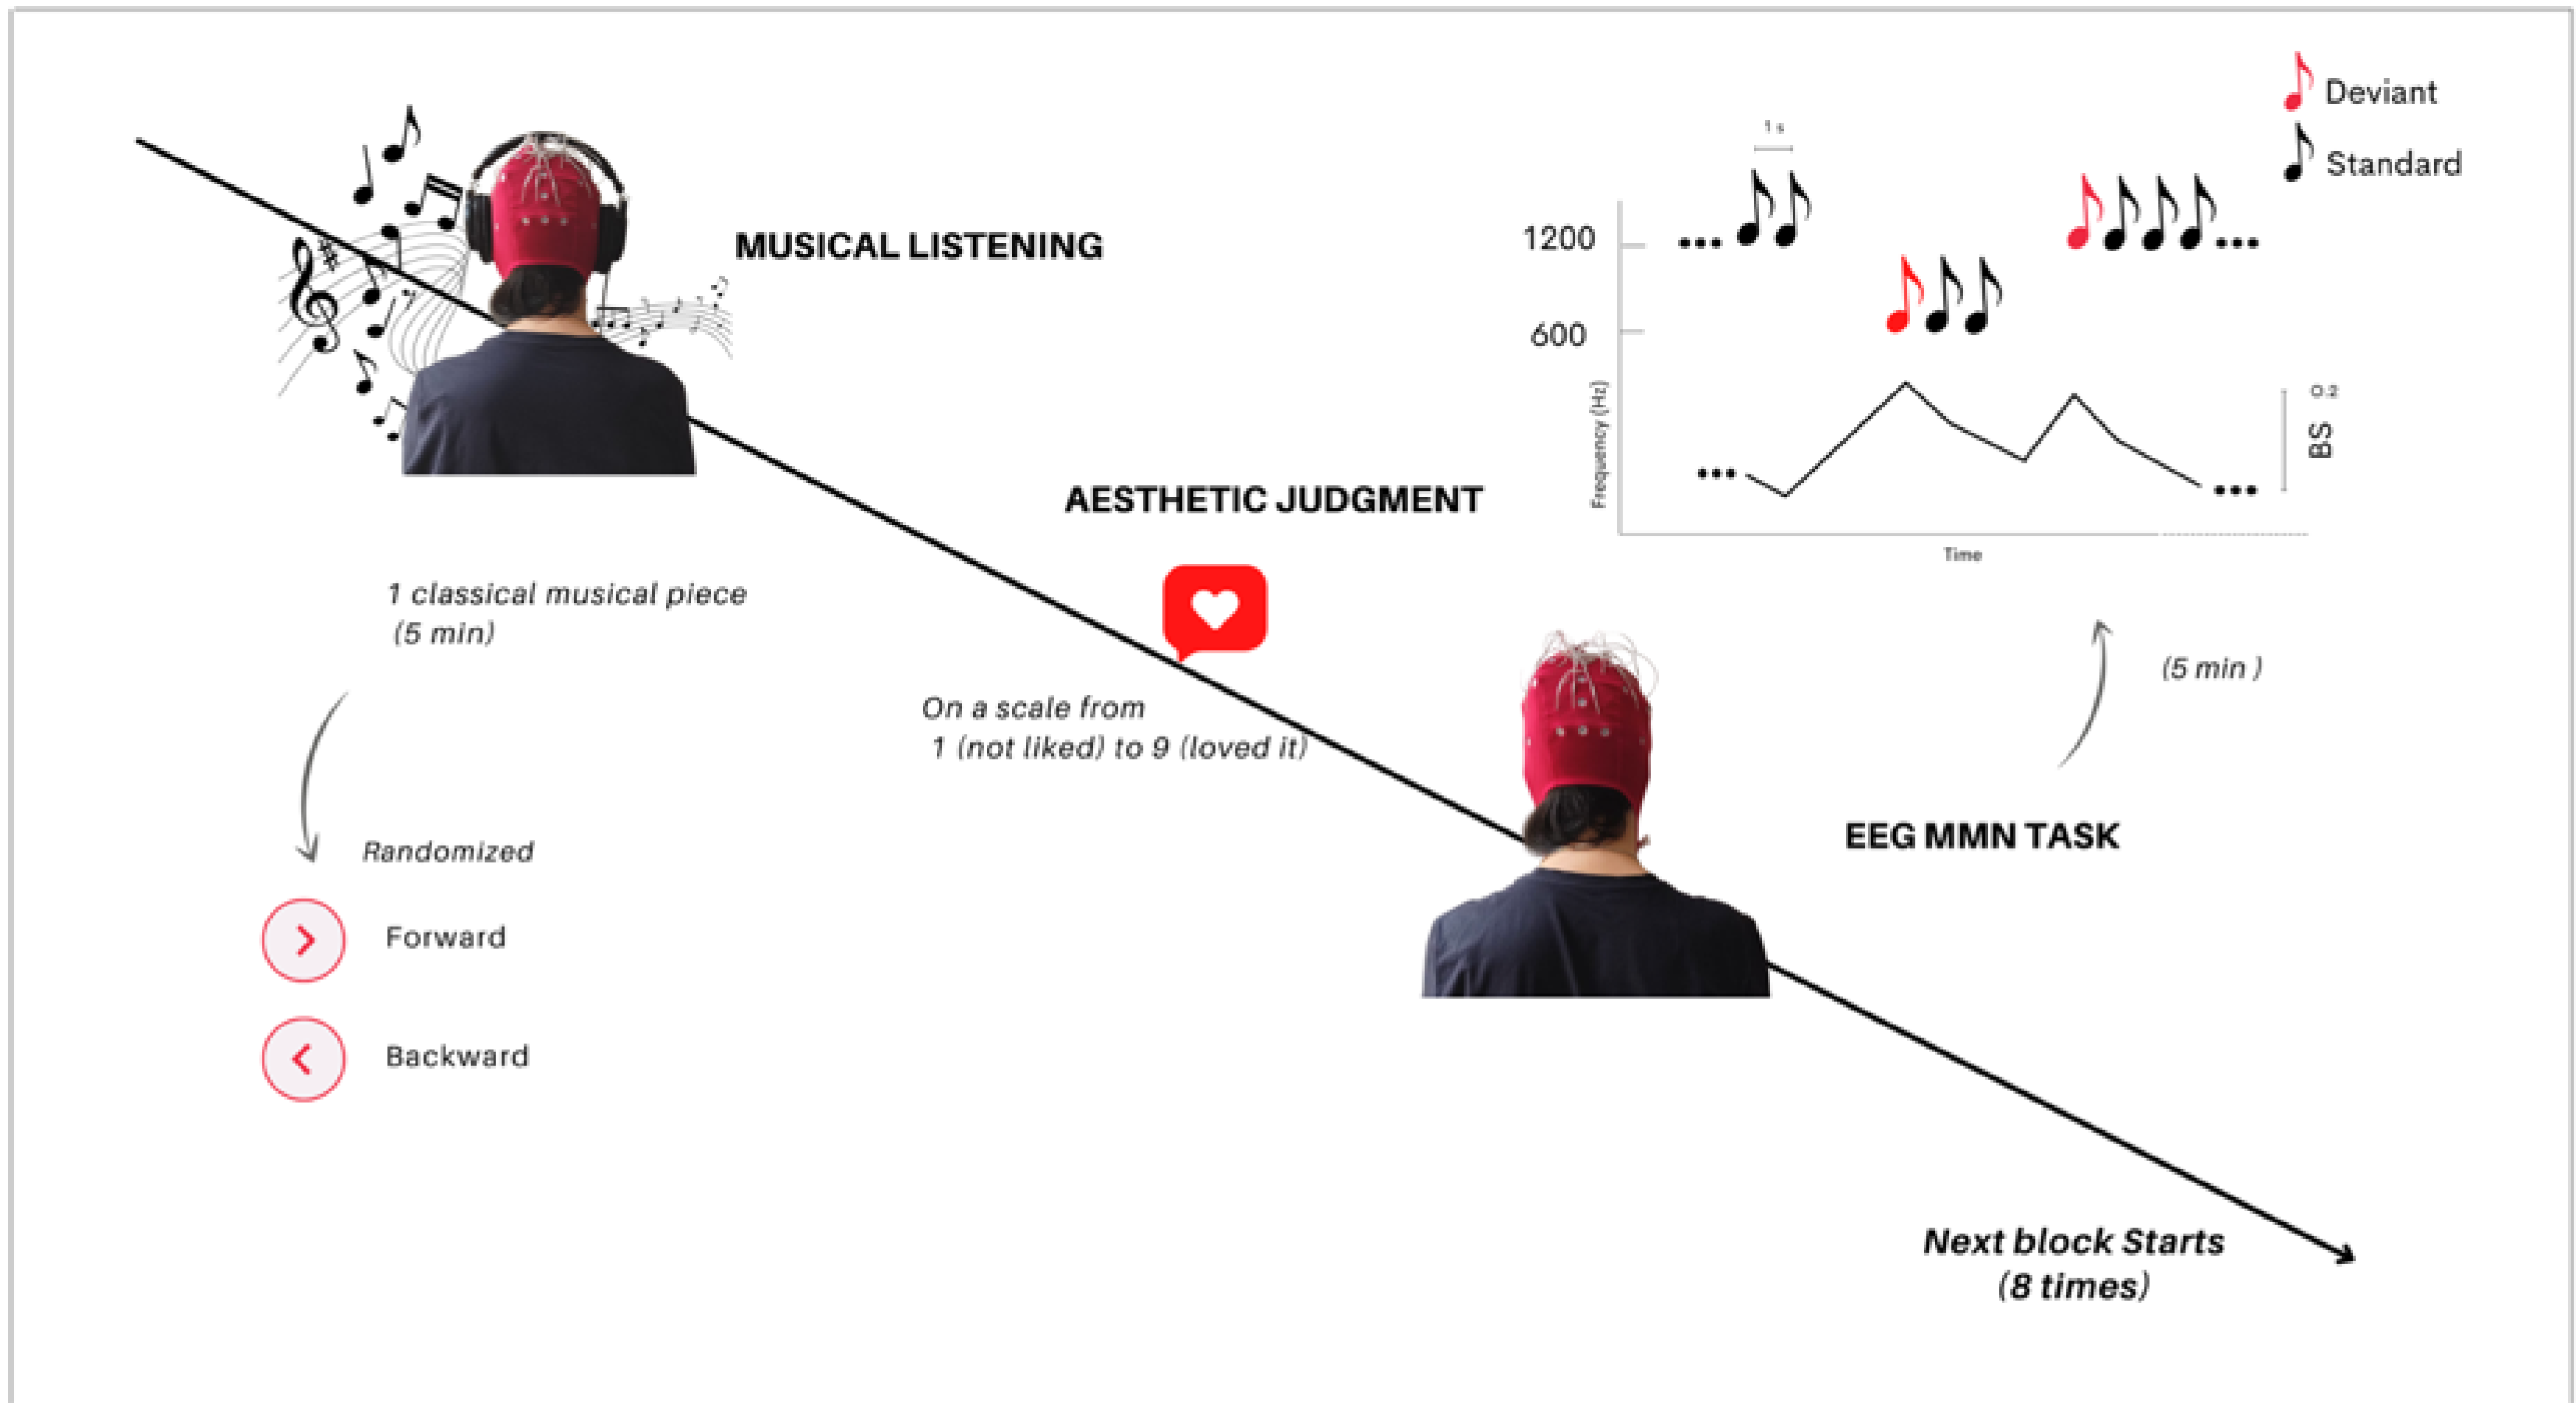 Deviant
Standard
1 s
1200
600
Frequency (Hz)
0.2
BS
Time
MUSICAL LISTENING
1 classical musical piece
(5 min)
Randomized
Forward
Backward
AESTHETIC JUDGMENT
On a scale from
1 (not liked) to 9 (loved it)
(5 min )
EEG MMN TASK
Next block Starts
(8 times)